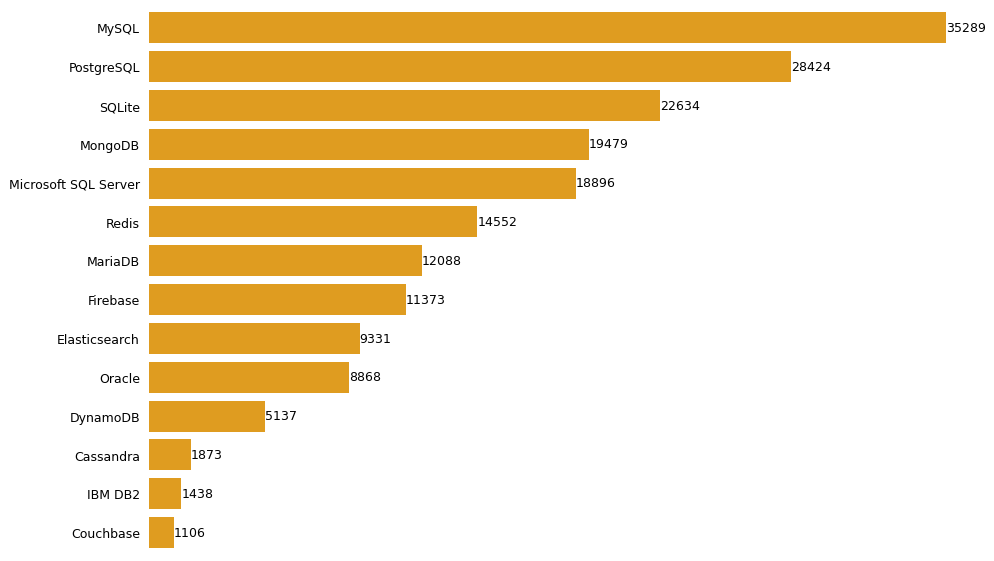 MySQL 35289
PostgreSQL 28424
SQLite 22634
MongoDB 19479
Microsoft SQL Server 18896
Redis 14552
MariaDB 12088
Firebase 11373
Elasticsearch 9331
Oracle 8868
DynamoDB 5137
Cassandra 1873
IBM DB2 1438
Couchbase 1106